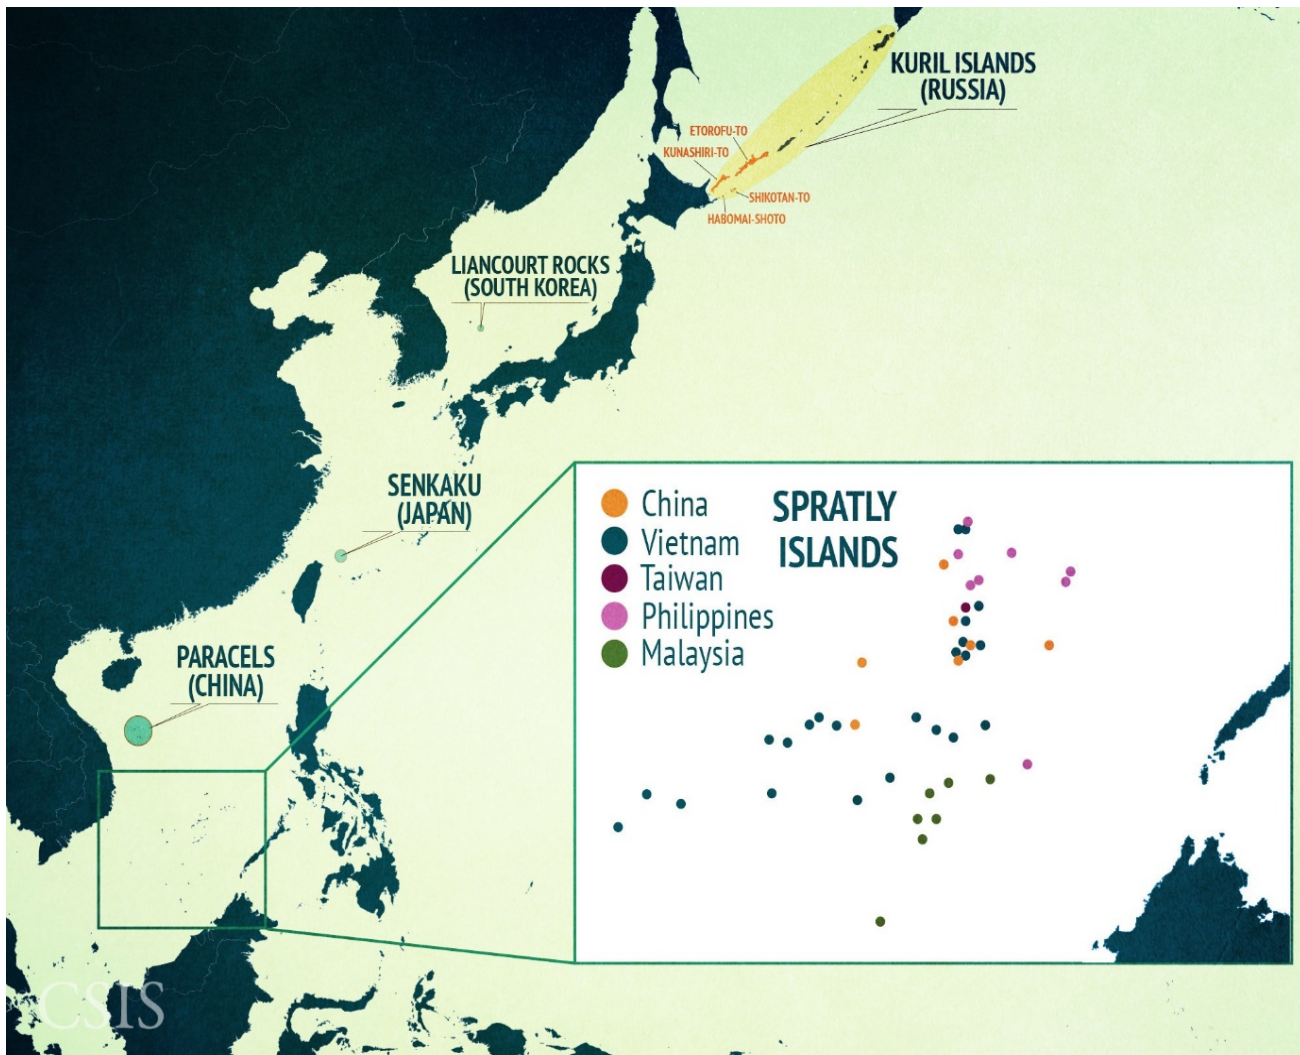 KURIL ISLANDS
(RUSSIA)
ETOROFU-TO
KUNASHIRI-TO
SHIKOTAN-TO
HABOMAI-SHOTO
LIANCOURT ROCKS
(SOUTH KOREA)
SENKAKU
(JAPAN)
PARACELS
(CHINA)
SPRATLY
ISLANDS
China
Vietnam
Taiwan
Philippines
Malaysia
CSIS